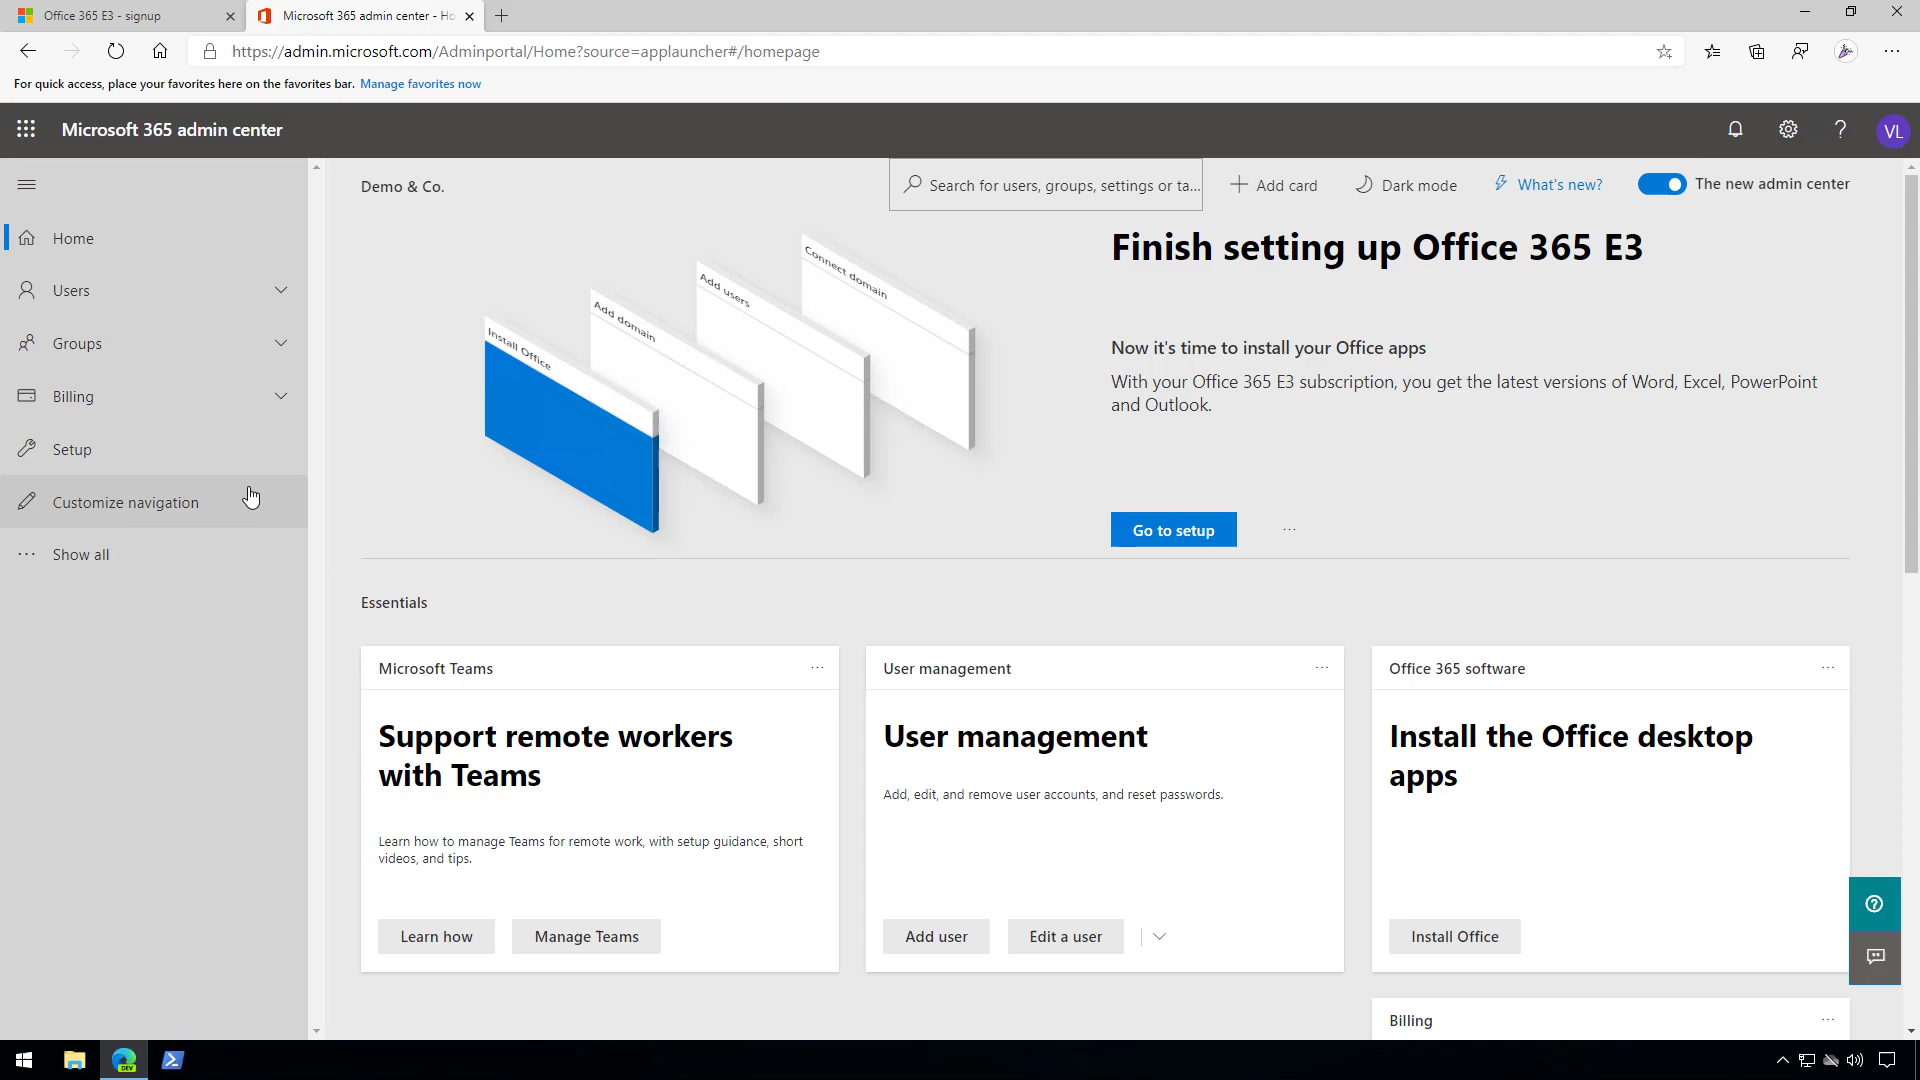 Office 365 E3 - signup
Microsoft 365 admin center - Ho
https://admin.microsoft.com/Adminportal/Home?source=applauncher#/homepage
For quick access, place your favorites here on the favorites bar. Manage favorites now
Microsoft 365 admin center
VL
Demo & Co.
Search for users, groups, settings or ta...
Add card
Dark mode
What's new?
The new admin center
Home
Users
Groups
Billing
Setup
Customize navigation
Show all
Install Office
Add domain
Add users
Connect domain
Finish setting up Office 365 E3
Now it's time to install your Office apps
With your Office 365 E3 subscription, you get the latest versions of Word, Excel, PowerPoint
and Outlook.
Go to setup
Essentials
Microsoft Teams
Support remote workers
with Teams
Learn how to manage Teams for remote work, with setup guidance, short
videos, and tips.
Learn how
Manage Teams
User management
User management
Add, edit, and remove user accounts, and reset passwords.
Add user
Edit a user
Office 365 software
Install the Office desktop
apps
Install Office
Billing
DEV